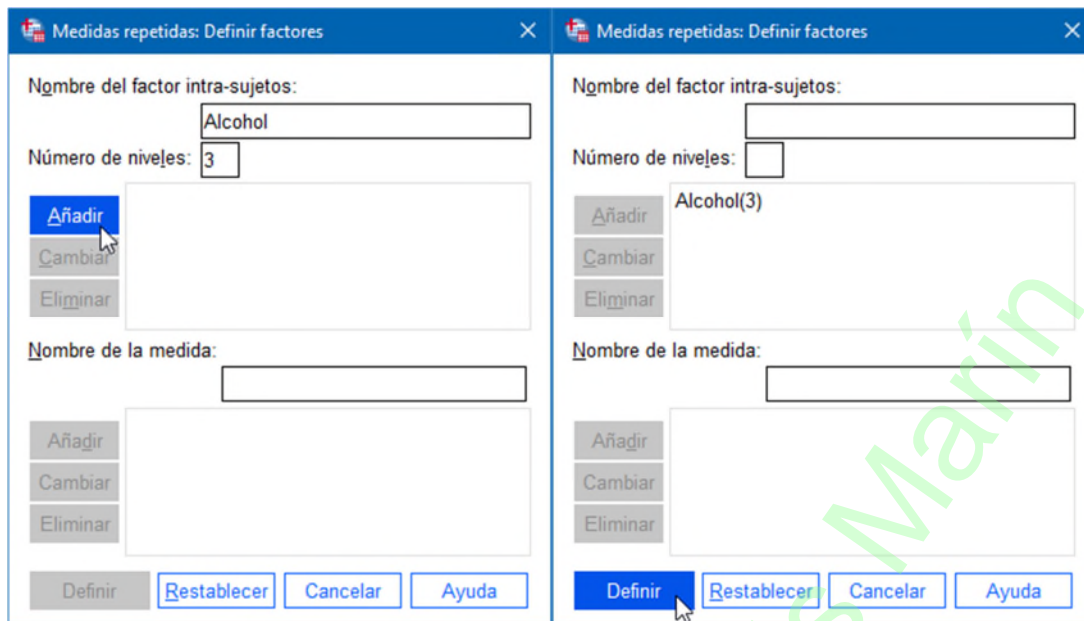 Medidas repetidas: Definir factores
Nombre del factor intra-sujetos:
Alcohol
Número de niveles: 3
Añadir
Cambiar
Eliminar
Nombre de la medida:
Añadir
Cambiar
Eliminar
Definir Restablecer Cancelar Ayuda
Medidas repetidas: Definir factores
Nombre del factor intra-sujetos:
Número de niveles:
Añadir
Alcohol(3)
Cambiar
Eliminar
Nombre de la medida:
Añadir
Cambiar
Eliminar
Definir Restablecer Cancelar Ayuda
Marín